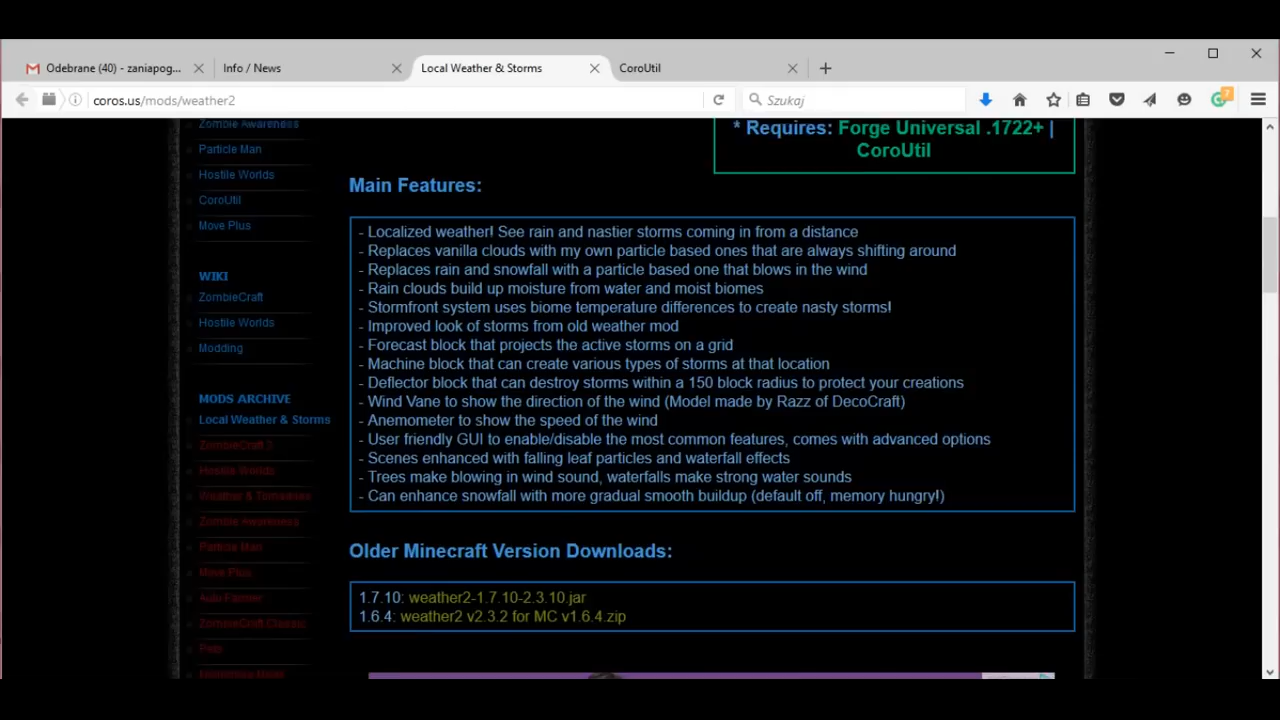 Odebrane (40) - zaniapog...
Info / News
Local Weather & Storms
CoroUtil
coros.us/mods/weather2
Szukaj
7
Zombie Awareness
Particle Man
Hostile Worlds
CoroUtil
Move Plus
WIKI
ZombieCraft
Hostile Worlds
Modding
MODS ARCHIVE
Local Weather & Storms
ZombieCraft 3
Hostile Worlds
Weather & Tornadoes
Zombie Awareness
Particle Man
Move Plus
Auto Farmer
ZombieCraft Classic
* Requires: Forge Universal .1722+ |
CoroUtil
Main Features:
- Localized weather! See rain and nastier storms coming in from a distance
- Replaces vanilla clouds with my own particle based ones that are always shifting around
- Replaces rain and snowfall with a particle based one that blows in the wind
- Rain clouds build up moisture from water and moist biomes
- Stormfront system uses biome temperature differences to create nasty storms!
- Improved look of storms from old weather mod
- Forecast block that projects the active storms on a grid
- Machine block that can create various types of storms at that location
- Deflector block that can destroy storms within a 150 block radius to protect your creations
- Wind Vane to show the direction of the wind (Model made by Razz of DecoCraft)
- Anemometer to show the speed of the wind
- User friendly GUI to enable/disable the most common features, comes with advanced options
- Scenes enhanced with falling leaf particles and waterfall effects
- Trees make blowing in wind sound, waterfalls make strong water sounds
- Can enhance snowfall with more gradual smooth buildup (default off, memory hungry!)
Older Minecraft Version Downloads:
1.7.10: weather2-1.7.10-2.3.10.jar
1.6.4: weather2 v2.3.2 for MC v1.6.4.zip